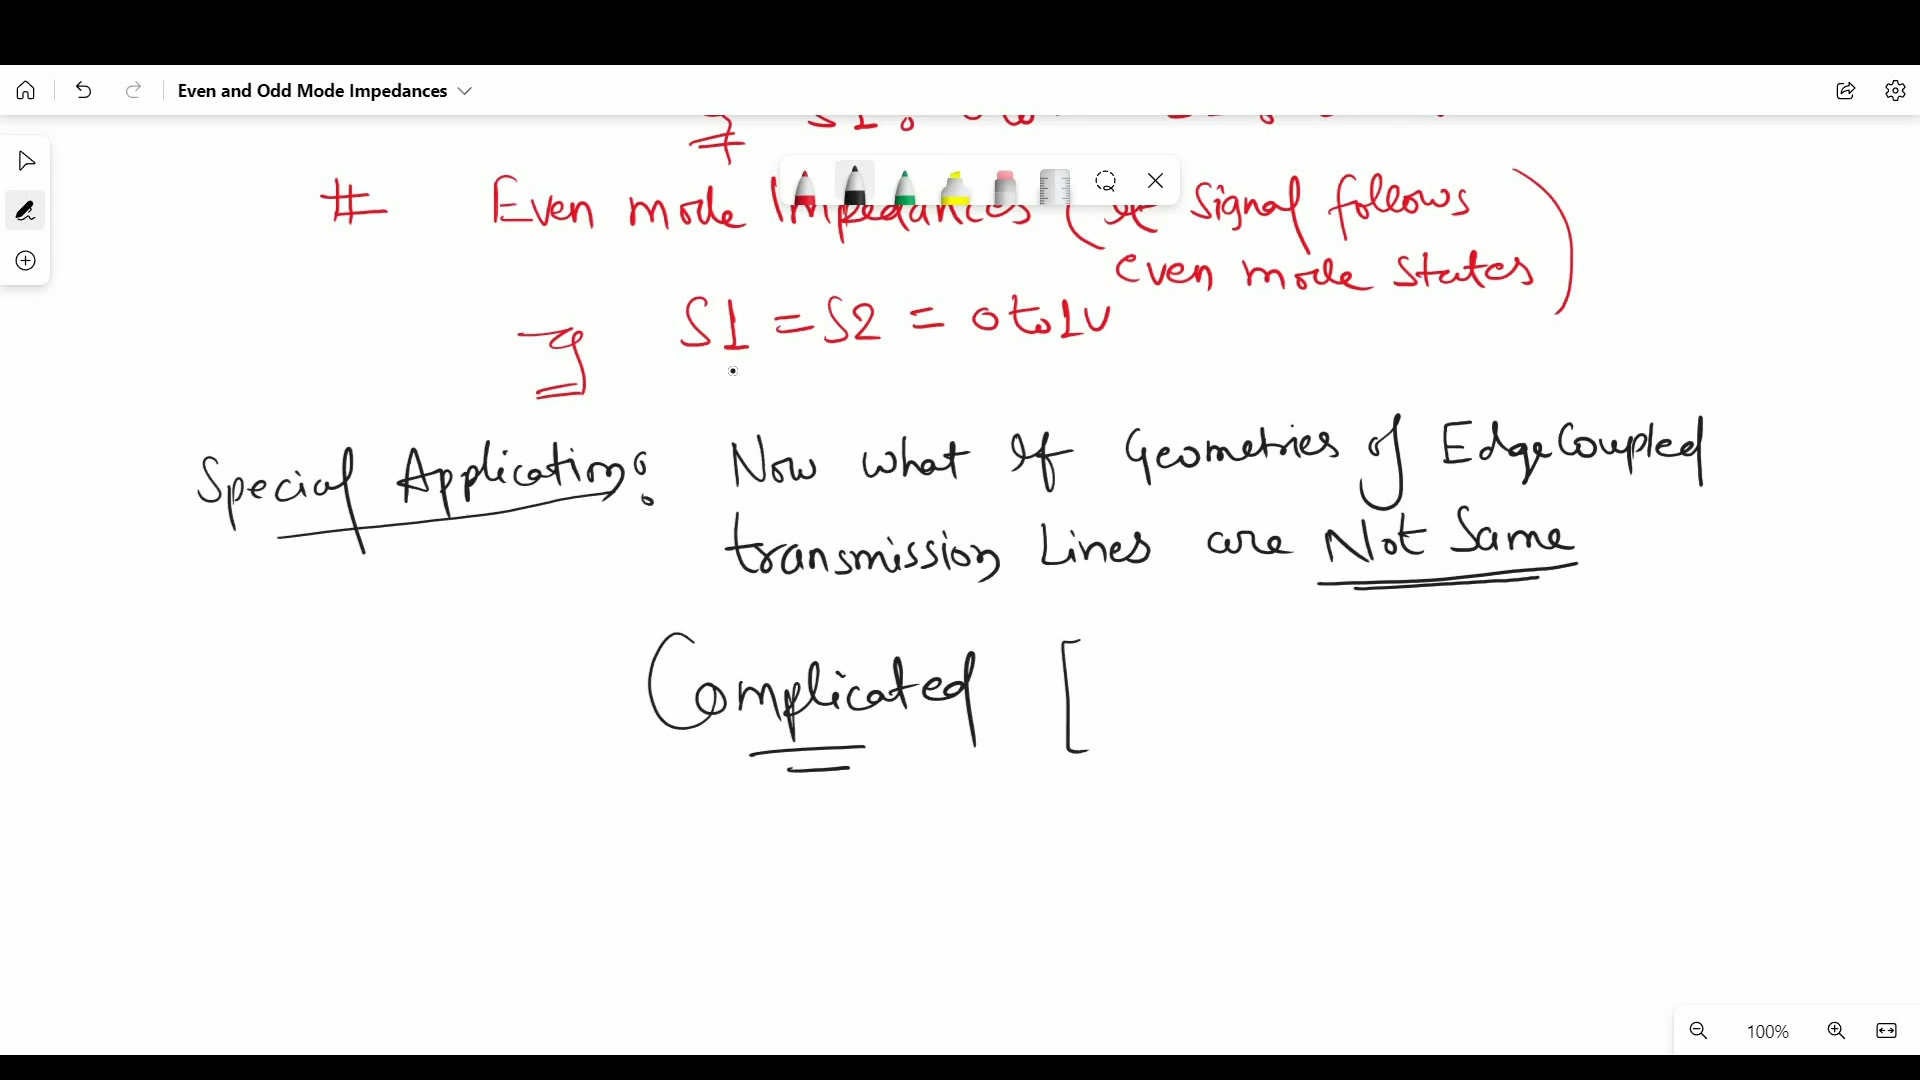 Even and Odd Mode Impedances
# Even mode Impedances ( Signal follows
even mode states)
S1 = S2 = 0 to 1V
Special Application: Now what If Geometries of Edge Coupled
transmission Lines are Not Same
Complicated [
100%